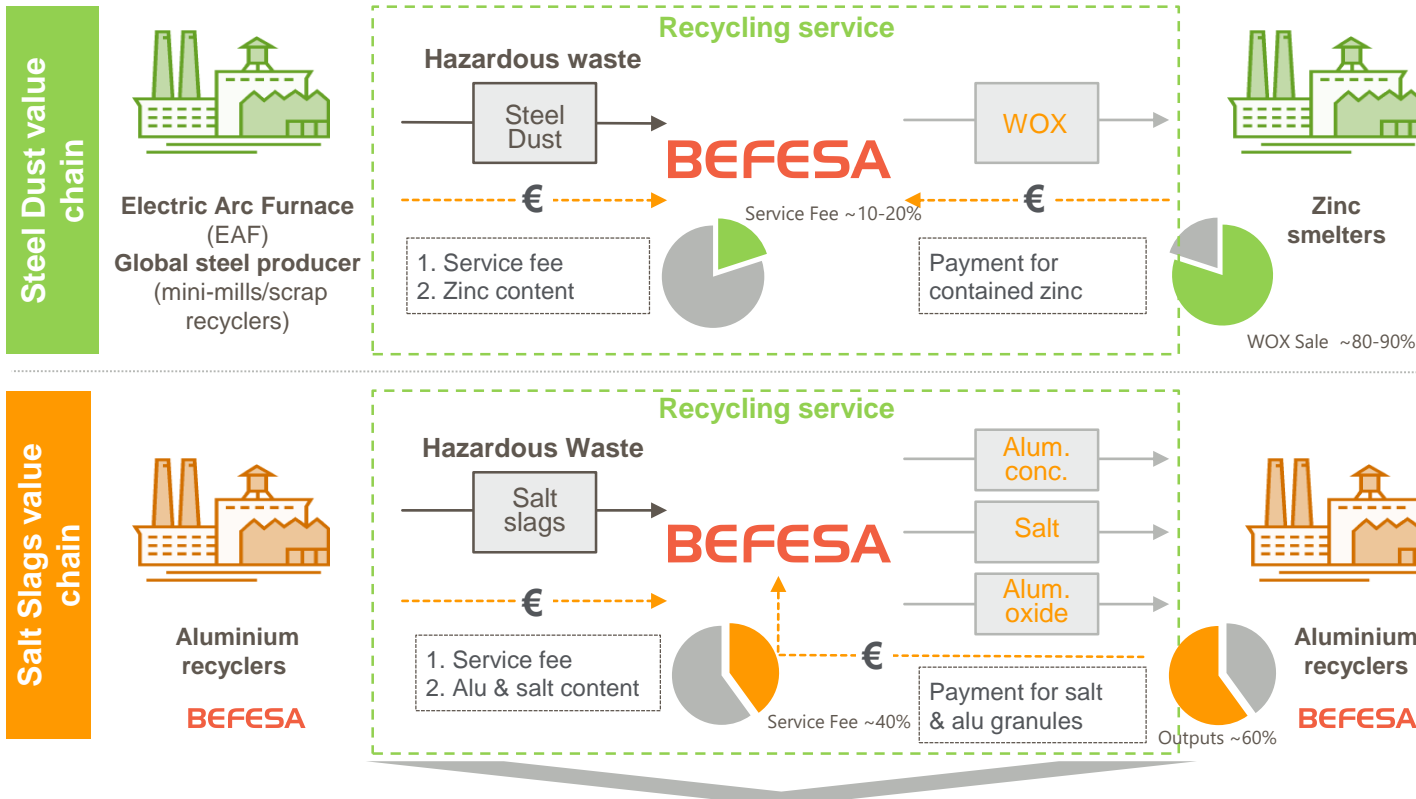 Steel Dust value
chain
Electric Arc Furnace
(EAF)
Global steel producer
(mini-mills/scrap
recyclers)
Recycling service
Hazardous waste
Steel
Dust
BEFESA
WOX
€
€
Service Fee ~10-20%
1. Service fee
2. Zinc content
Payment for
contained zinc
Zinc
smelters
WOX Sale ~80-90%
Salt Slags value
chain
Aluminium
recyclers
BEFESA
Recycling service
Hazardous Waste
Salt
slags
BEFESA
Alum.
conc.
Salt
Alum.
oxide
€
€
1. Service fee
2. Alu & salt content
Service Fee ~40%
Payment for salt
& alu granules
Outputs ~60%
Aluminium
recyclers
BEFESA